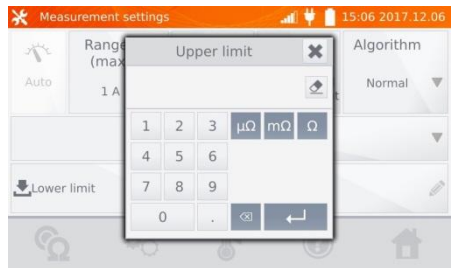 Measurement settings 15:06 2017.12.06
Range
(max
1 A
Auto
Upper limit
Algorithm
Normal
1 2 3 µΩ mΩ Ω
4 5 6
7 8 9
0 .
Lower limit